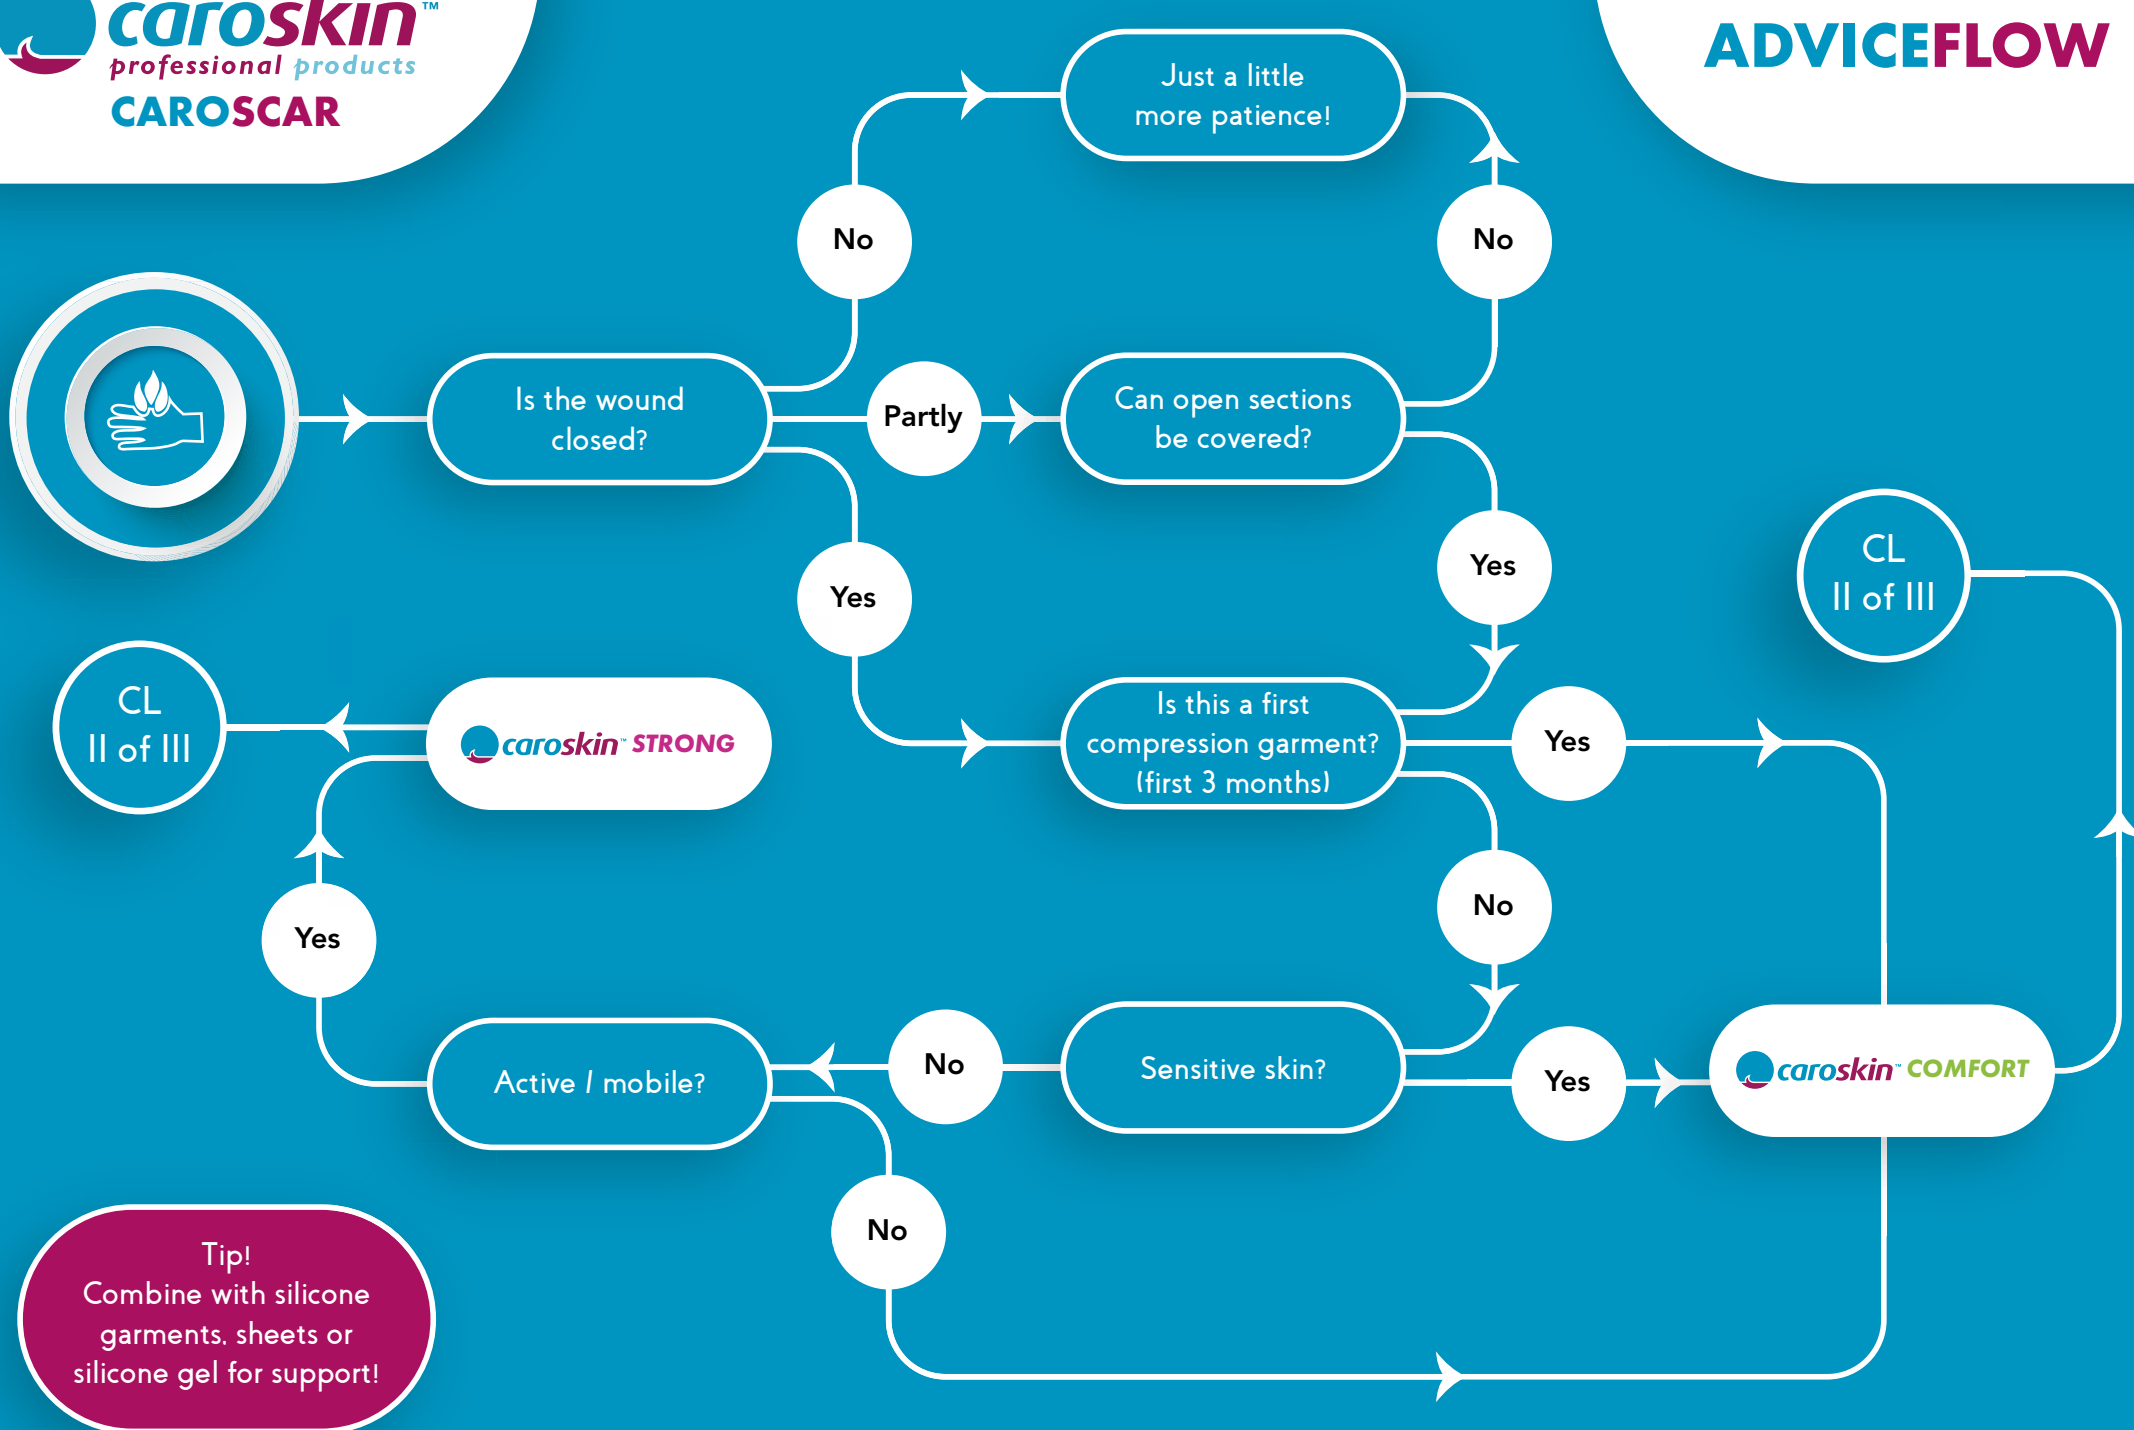 caroskin™
professional products
CAROSCAR
ADVICEFLOW
Just a little
more patience!
No
No
Is the wound
closed?
Partly
Can open sections
be covered?
Yes
Yes
CL
II of III
CL
II of III
caroskin™ STRONG
Is this a first
compression garment?
(first 3 months)
Yes
No
Yes
Active / mobile?
No
Sensitive skin?
Yes
caroskin™ COMFORT
No
Tip!
Combine with silicone
garments, sheets or
silicone gel for support!